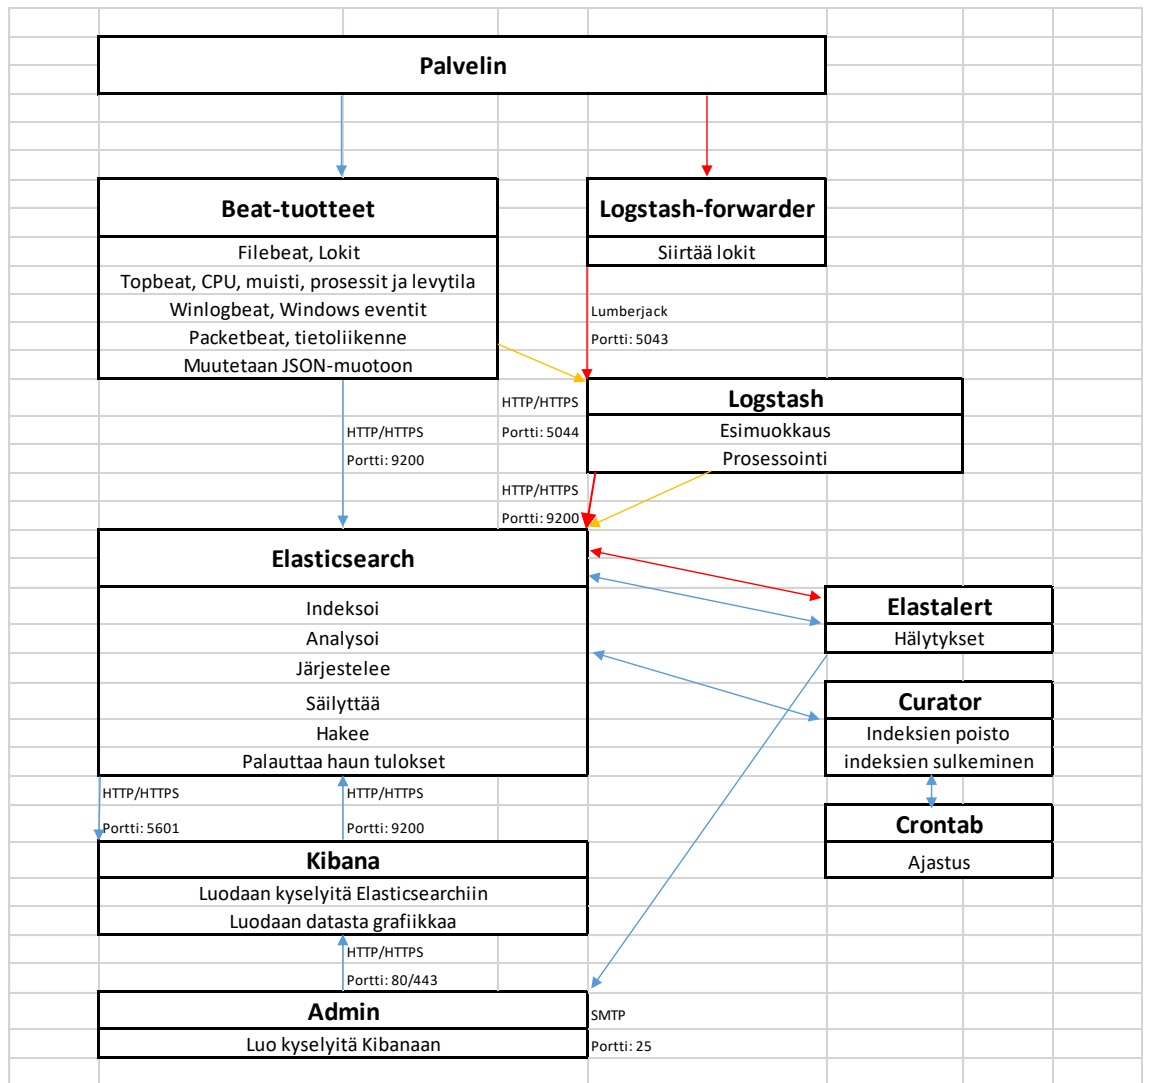 Palvelin
Beat-tuotteet
Filebeat, Lokit
Topbeat, CPU, muisti, prosessit ja levytila
Winlogbeat, Windows eventit
Packetbeat, tietoliikenne
Muutetaan JSON-muotoon
Logstash-forwarder
Siirtää lokit
Lumberjack
Portti: 5043
HTTP/HTTPS
Portti: 5044
Logstash
Esimuokkaus
Prosessointi
HTTP/HTTPS
Portti: 9200
HTTP/HTTPS
Portti: 9200
Elasticsearch
Indeksoi
Analysoi
Järjestelee
Säilyttää
Hakee
Palauttaa haun tulokset
Elastalert
Hälytykset
Curator
Indeksien poisto
indeksien sulkeminen
Crontab
Ajastus
HTTP/HTTPS
Portti: 5601
HTTP/HTTPS
Portti: 9200
Kibana
Luodaan kyselyitä Elasticsearchiin
Luodaan datasta grafiikkaa
HTTP/HTTPS
Portti: 80/443
Admin
Luo kyselyitä Kibanaan
SMTP
Portti: 25